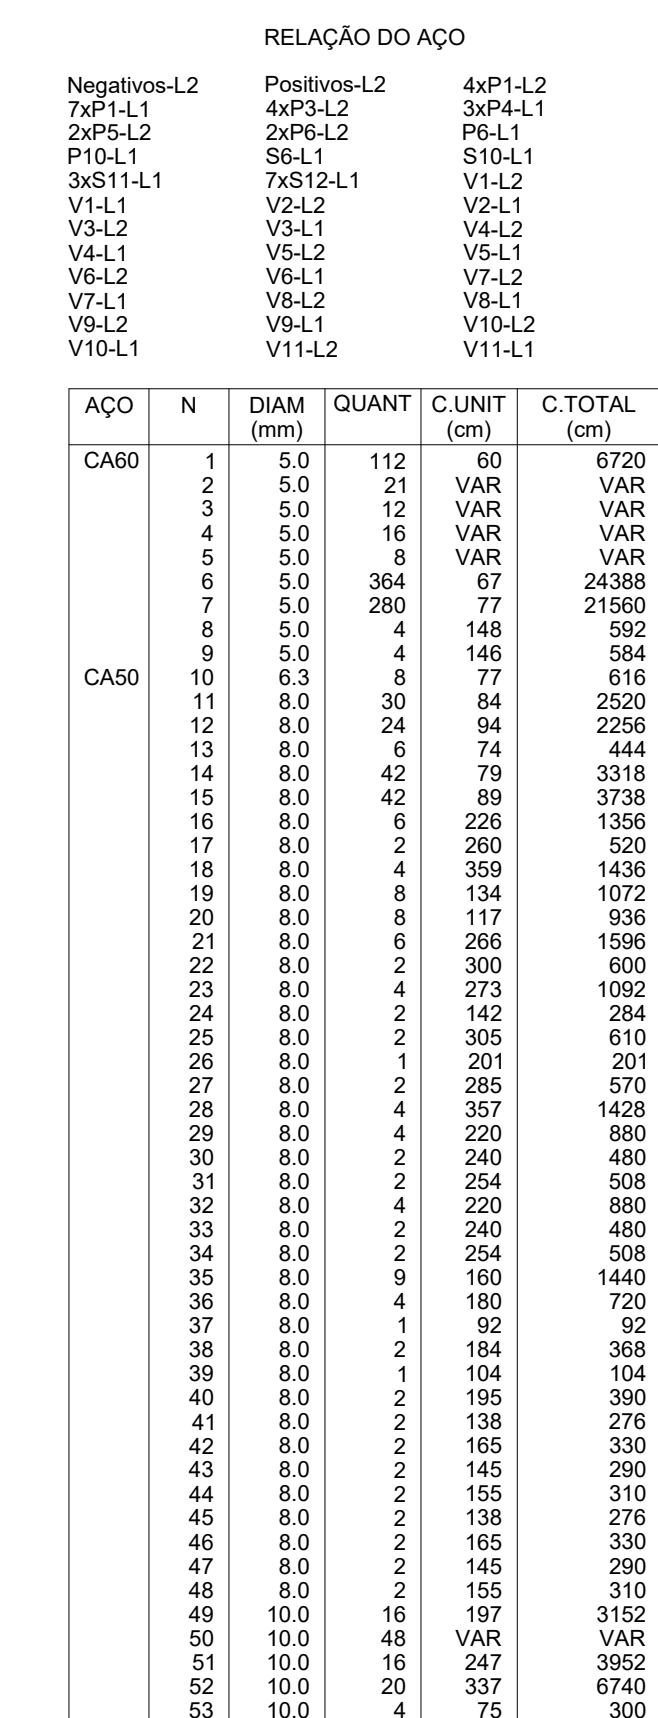 RELAÇÃO DO AÇO
Negativos-L2 Positivos-L2 4xP1-L2
7xP1-L1 4xP3-L2 3xP4-L1
2xP5-L2 2xP6-L2 P6-L1
P10-L1 S6-L1 S10-L1
3xS11-L1 7xS12-L1 V1-L2
V1-L1 V2-L2 V2-L1
V3-L2 V3-L1 V4-L2
V4-L1 V5-L2 V5-L1
V6-L2 V6-L1 V7-L2
V7-L1 V8-L2 V8-L1
V9-L2 V9-L1 V10-L2
V10-L1 V11-L2 V11-L1
AÇO N DIAM QUANT C.UNIT C.TOTAL
(mm) (cm) (cm)
CA60 1 5.0 112 60 6720
2 5.0 21 VAR VAR
3 5.0 12 VAR VAR
4 5.0 16 VAR VAR
5 5.0 8 VAR VAR
6 5.0 364 67 24388
7 5.0 280 77 21560
8 5.0 4 148 592
9 5.0 4 146 584
CA50 10 6.3 8 77 616
11 8.0 30 84 2520
12 8.0 24 94 2256
13 8.0 6 74 444
14 8.0 42 79 3318
15 8.0 42 89 3738
16 8.0 6 226 1356
17 8.0 2 260 520
18 8.0 4 359 1436
19 8.0 8 134 1072
20 8.0 8 117 936
21 8.0 6 266 1596
22 8.0 2 300 600
23 8.0 4 273 1092
24 8.0 2 142 284
25 8.0 2 305 610
26 8.0 1 201 201
27 8.0 2 285 570
28 8.0 4 357 1428
29 8.0 4 220 880
30 8.0 2 240 480
31 8.0 2 254 508
32 8.0 4 220 880
33 8.0 2 240 480
34 8.0 2 254 508
35 8.0 9 160 1440
36 8.0 4 180 720
37 8.0 1 92 92
38 8.0 2 184 368
39 8.0 1 104 104
40 8.0 2 195 390
41 8.0 2 138 276
42 8.0 2 165 330
43 8.0 2 145 290
44 8.0 2 155 310
45 8.0 2 138 276
46 8.0 2 165 330
47 8.0 2 145 290
48 8.0 2 155 310
49 10.0 16 197 3152
50 10.0 48 VAR VAR
51 10.0 16 247 3952
52 10.0 20 337 6740
53 10.0 4 75 300